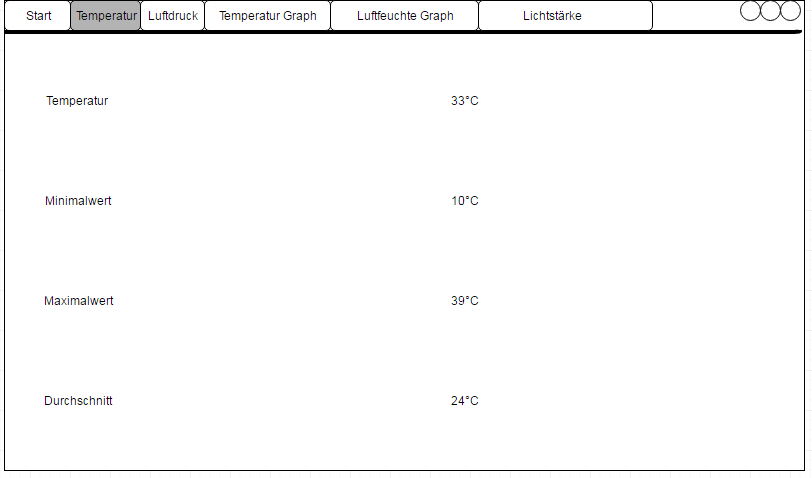 Start Temperatur Luftdruck Temperatur Graph Luftfeuchte Graph Lichtstärke
Temperatur 33°C
Minimalwert 10°C
Maximalwert 39°C
Durchschnitt 24°C